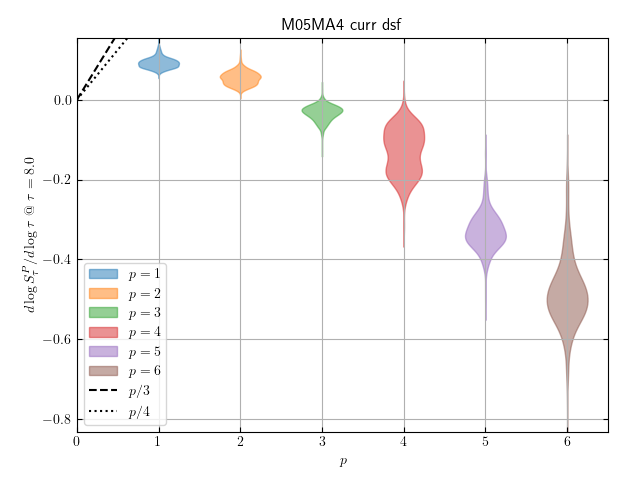 M05MA4 curr dsf
d log S_τ^P / d log τ @ τ = 8.0
0.0
−0.2
−0.4
−0.6
−0.8
p = 1
p = 2
p = 3
p = 4
p = 5
p = 6
p/3
p/4
0 1 2 3 4 5 6
p